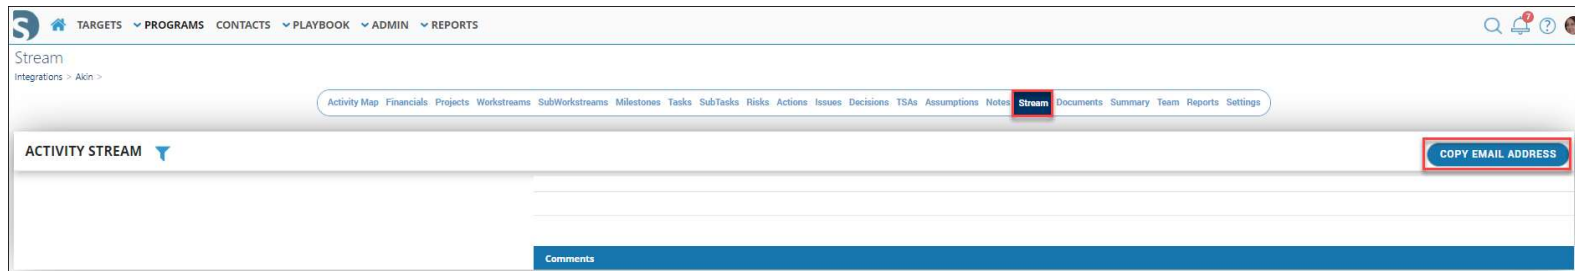 TARGETS PROGRAMS CONTACTS PLAYBOOK ADMIN REPORTS 7
Stream
Integrations > Akin >
Activity Map Financials Projects Workstreams SubWorkstreams Milestones Tasks SubTasks Risks Actions Issues Decisions TSAs Assumptions Notes Stream Documents Summary Team Reports Settings
ACTIVITY STREAM COPY EMAIL ADDRESS
Comments